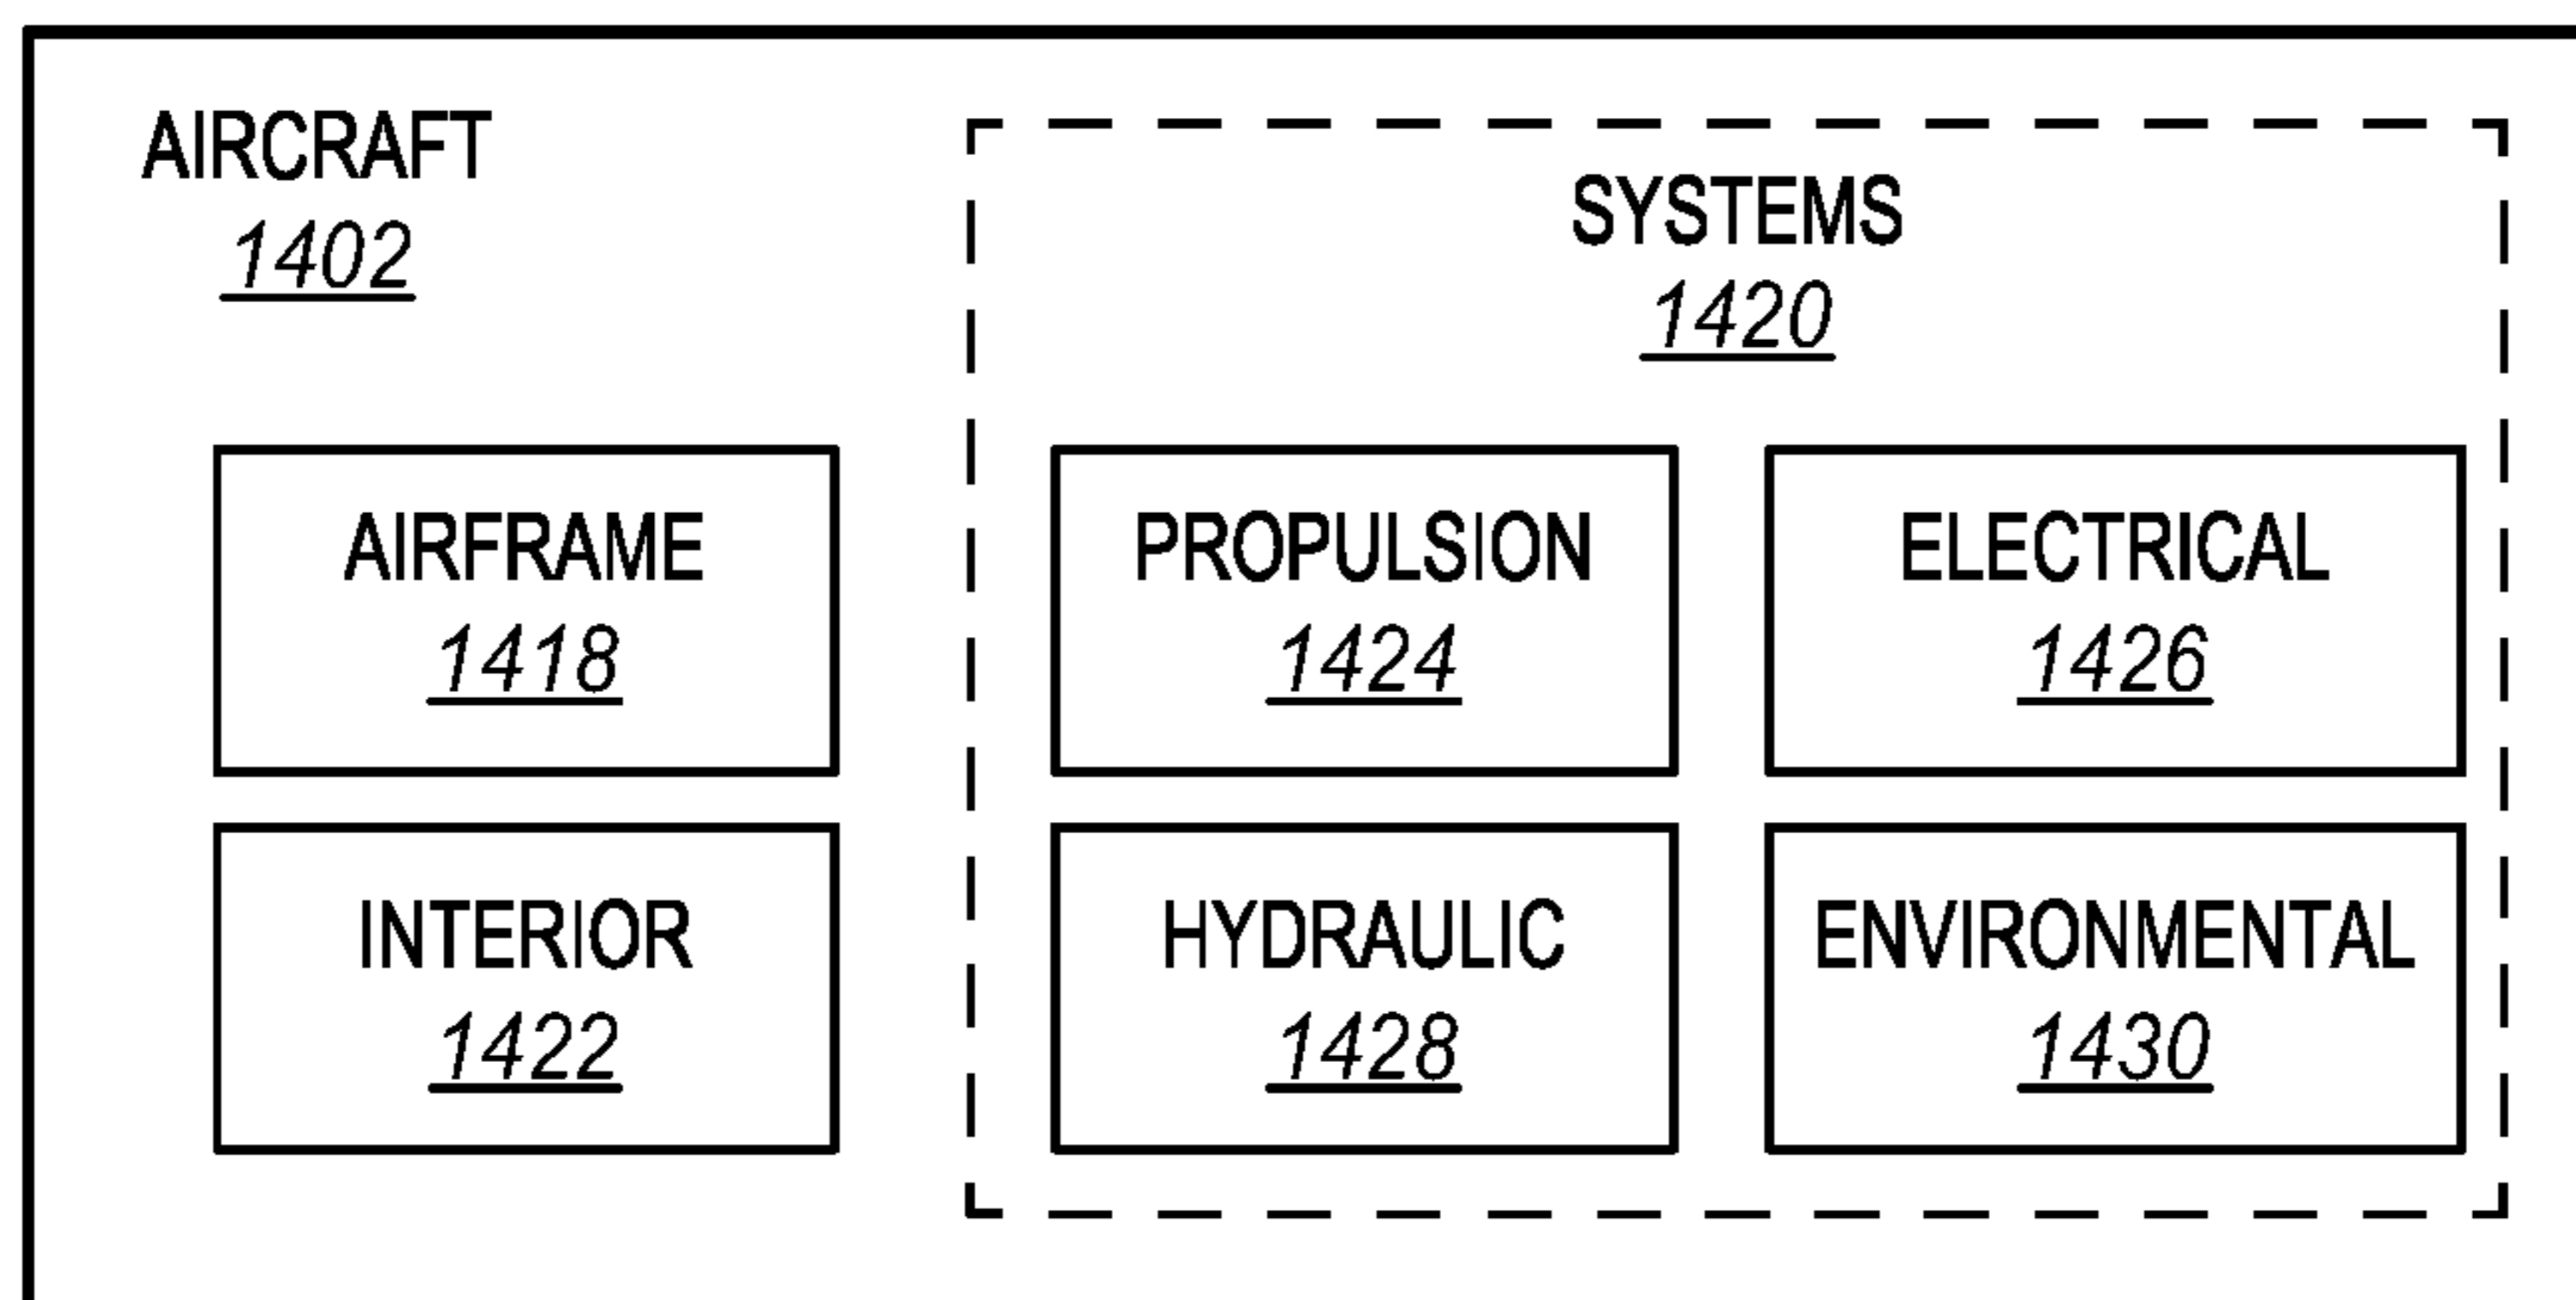 AIRCRAFT
1402
SYSTEMS
1420
AIRFRAME
1418
PROPULSION
1424
ELECTRICAL
1426
INTERIOR
1422
HYDRAULIC
1428
ENVIRONMENTAL
1430